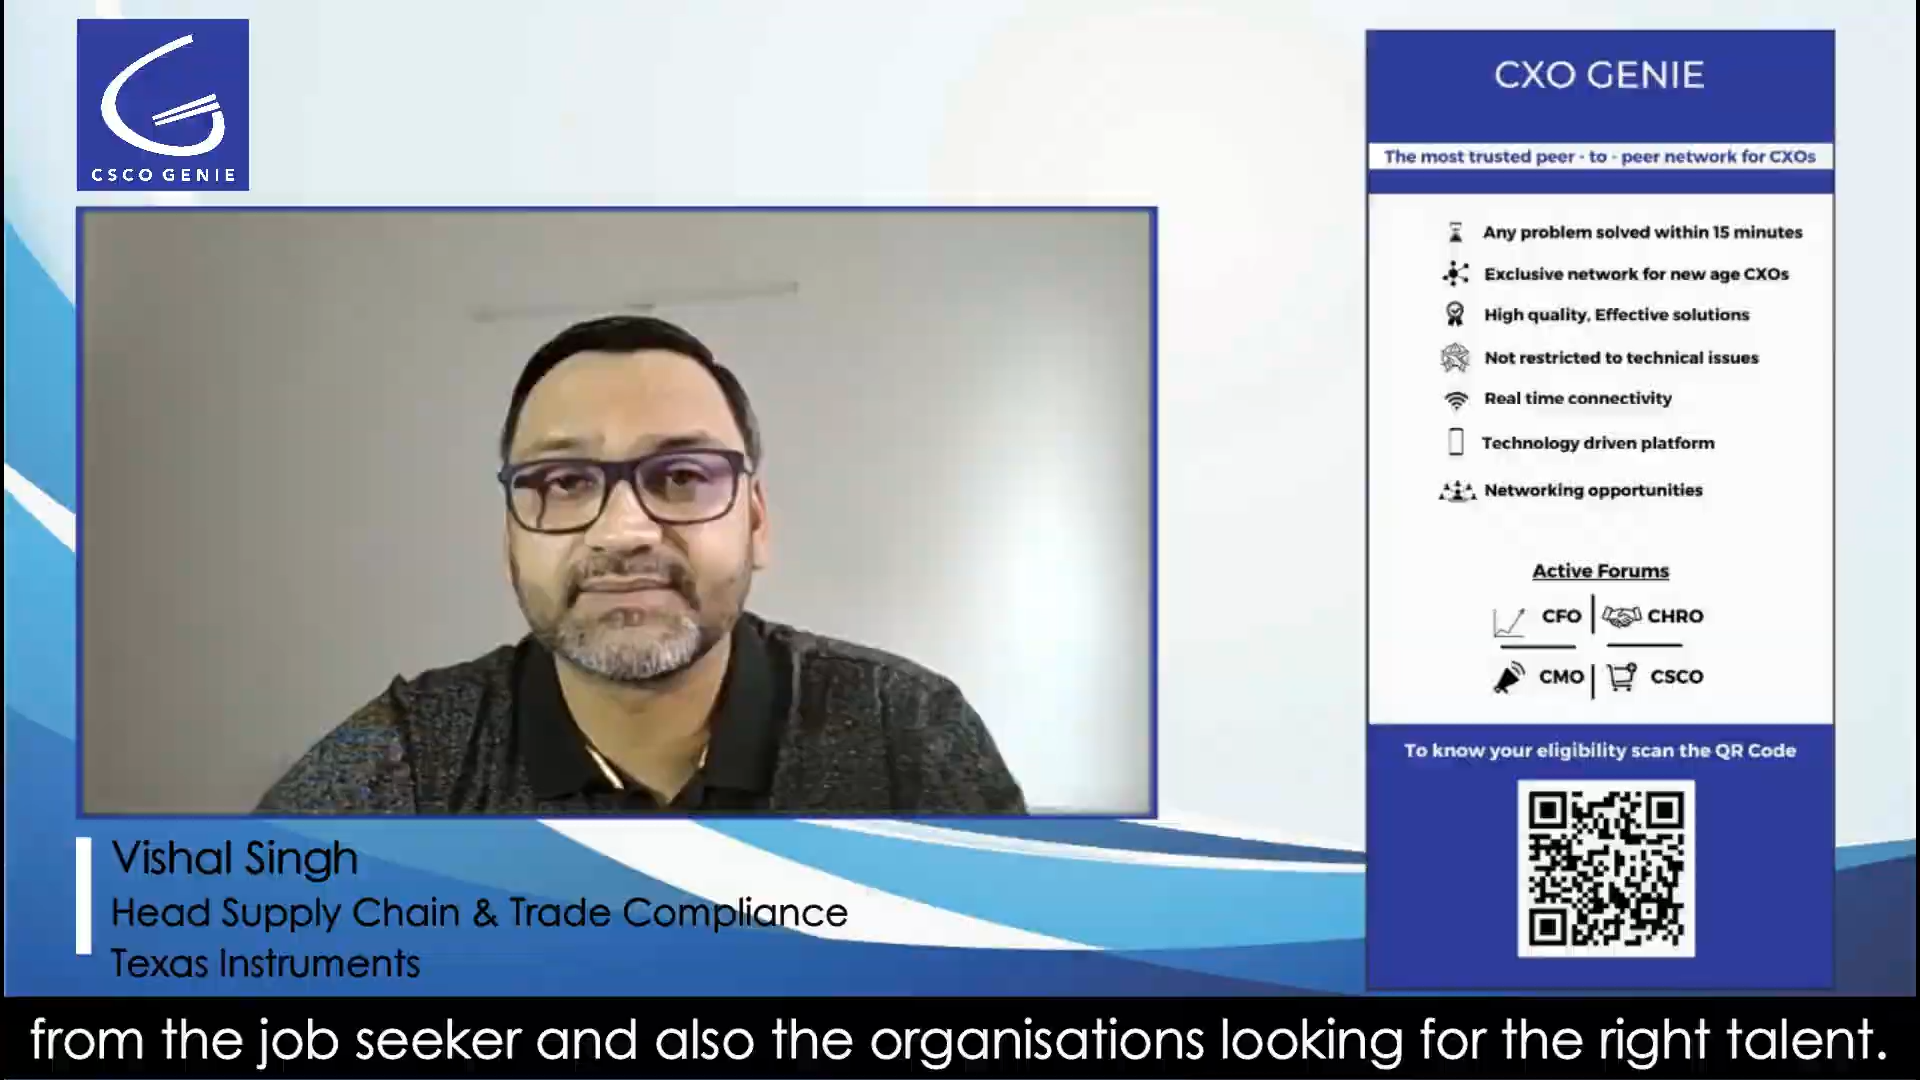 CSCO GENIE
CXO GENIE
The most trusted peer - to - peer network for CXOs
Any problem solved within 15 minutes
Exclusive network for new age CXOs
High quality, Effective solutions
Not restricted to technical issues
Real time connectivity
Technology driven platform
Networking opportunities
Active Forums
CFO
CHRO
CMO
CSCO
To know your eligibility scan the QR Code
Vishal Singh
Head Supply Chain & Trade Compliance
Texas Instruments
from the job seeker and also the organisations looking for the right talent.